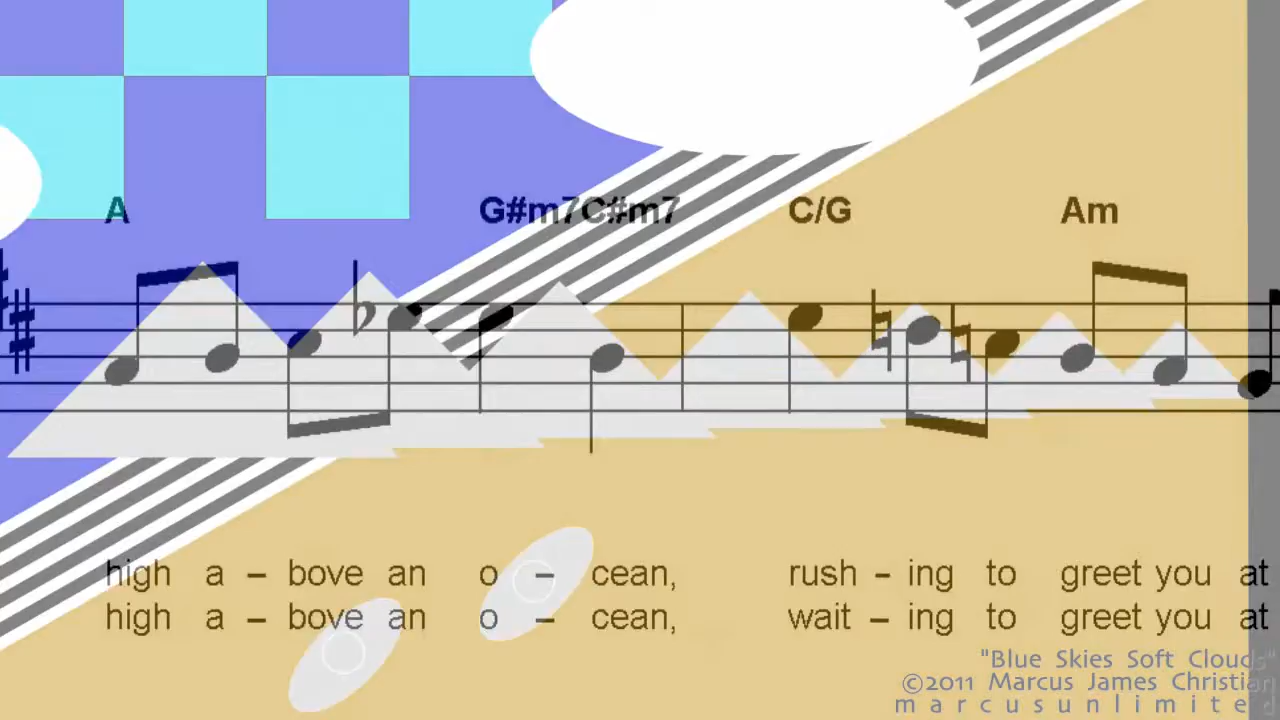 A G#m7C#m7 C/G Am
high a – bove an o – cean, rush – ing to greet you at
high a – bove an o – cean, wait – ing to greet you at
"Blue Skies Soft Clouds"
©2011 Marcus James Christian
marcusunlimited